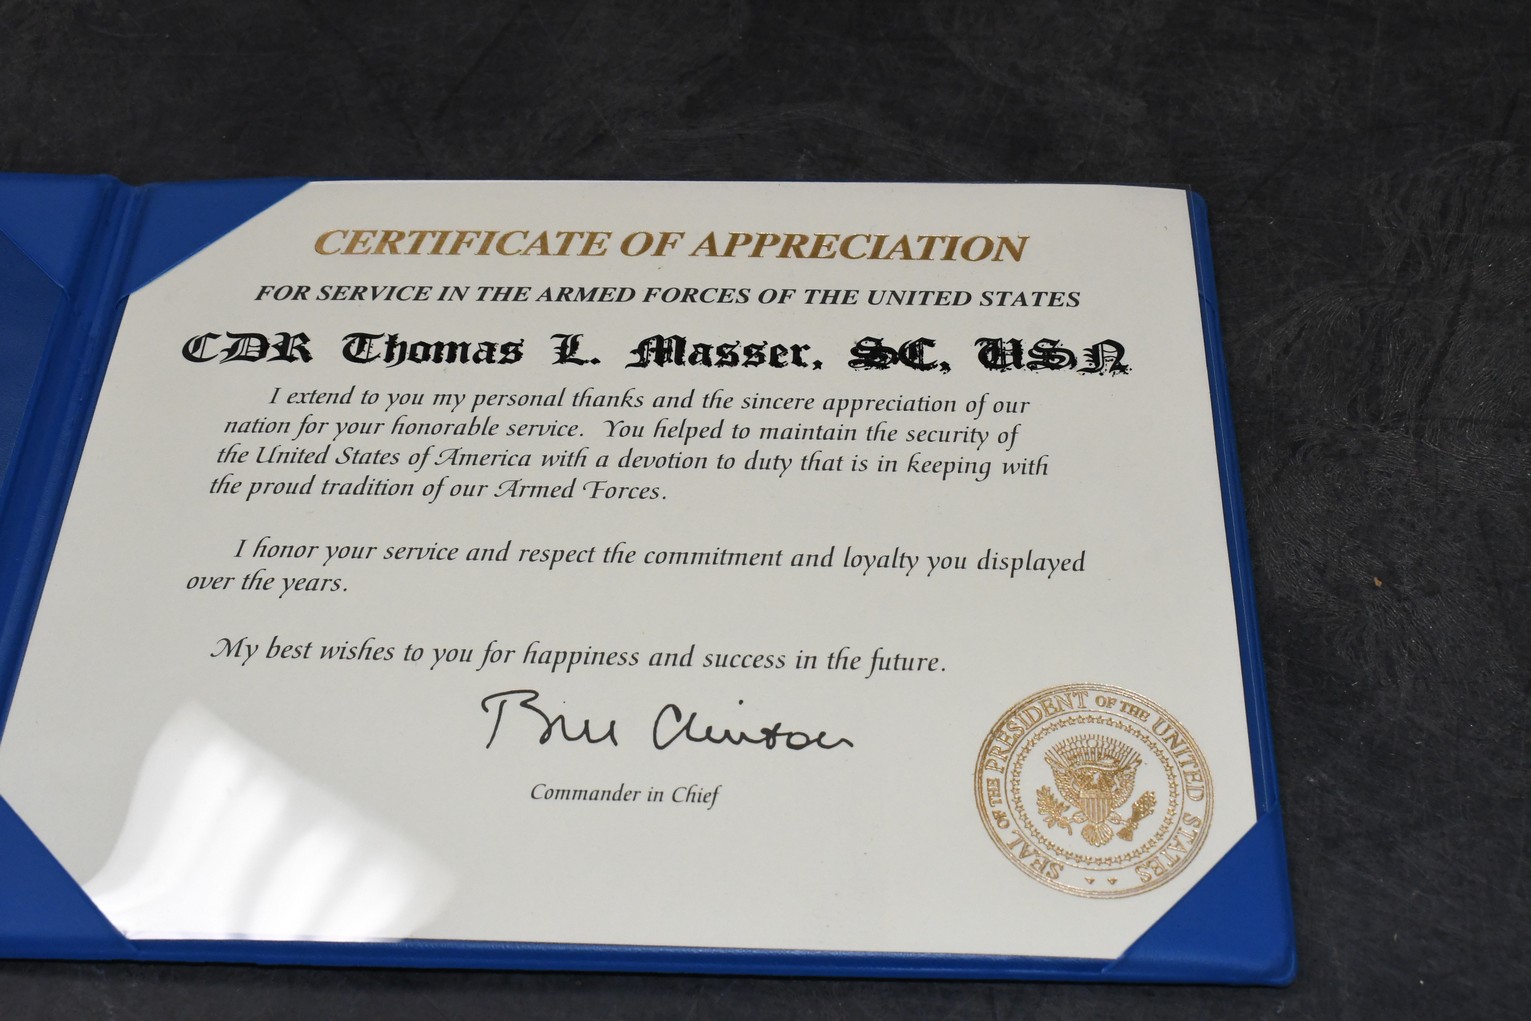 CERTIFICATE OF APPRECIATION
FOR SERVICE IN THE ARMED FORCES OF THE UNITED STATES
CDR Thomas L. Masser, SC, USN
I extend to you my personal thanks and the sincere appreciation of our
nation for your honorable service. You helped to maintain the security of
the United States of America with a devotion to duty that is in keeping with
the proud tradition of our Armed Forces.
I honor your service and respect the commitment and loyalty you displayed
over the years.
My best wishes to you for happiness and success in the future.
Bill Clinton
Commander in Chief
SEAL OF THE PRESIDENT OF THE UNITED STATES